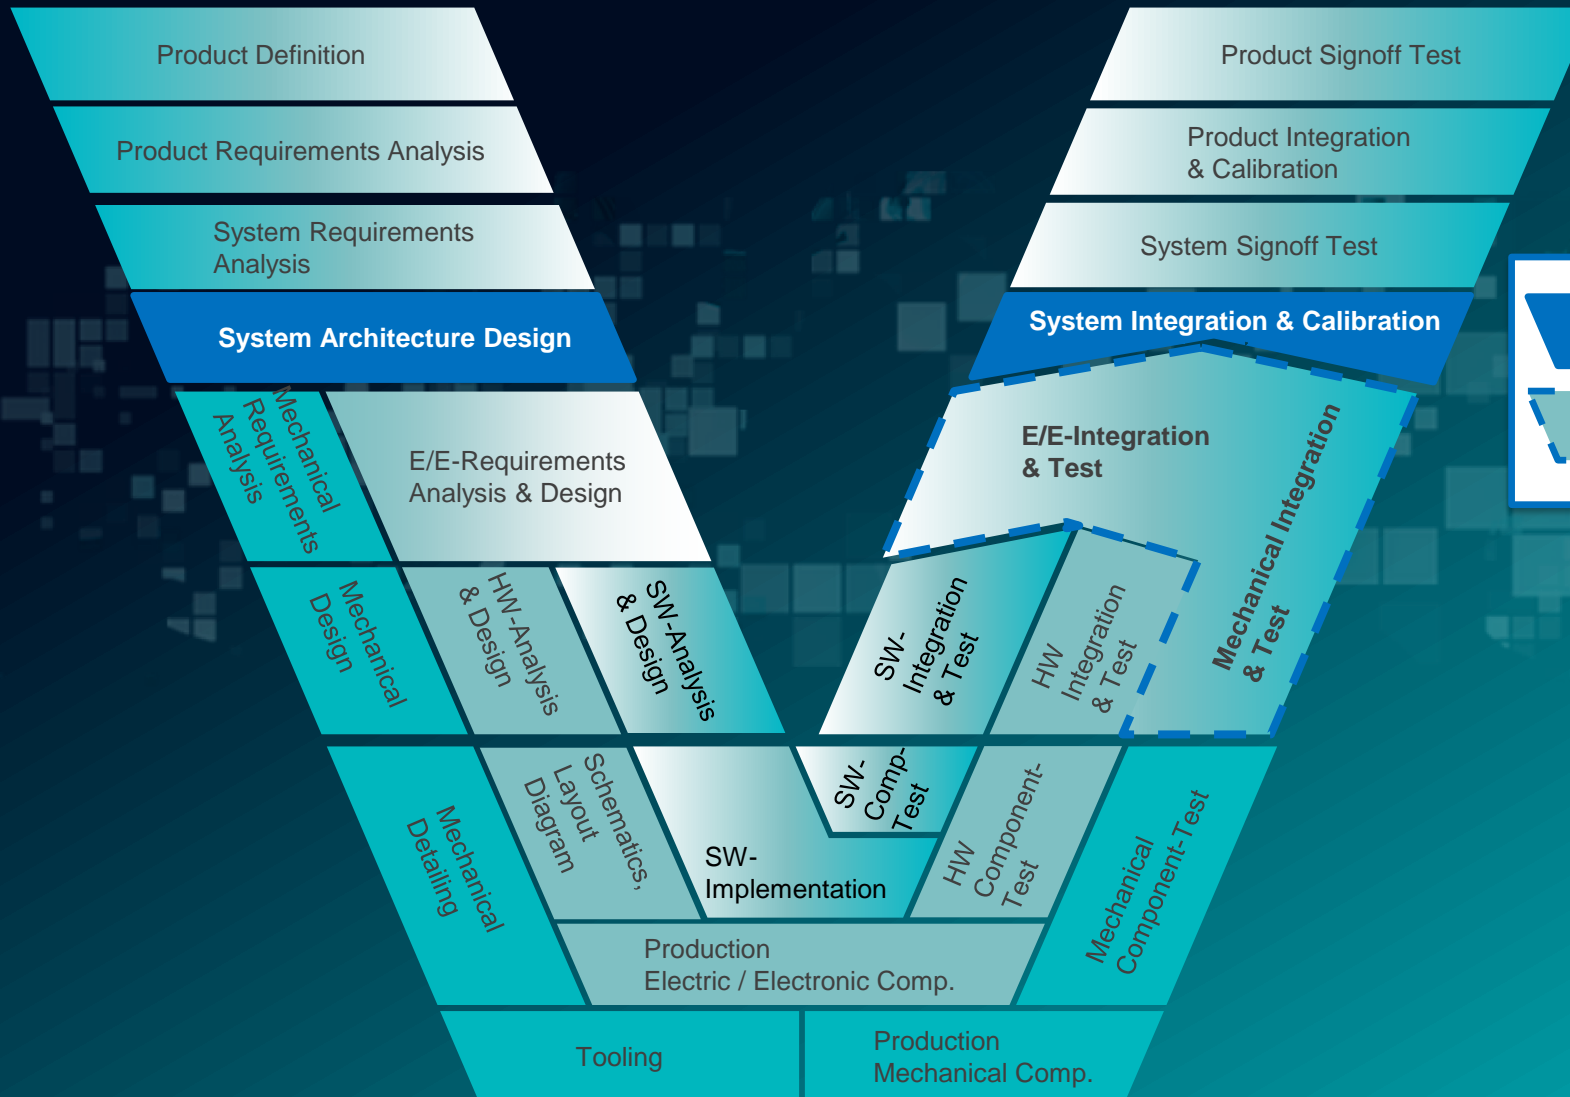 Product Definition
Product Requirements Analysis
System Requirements
Analysis
System Architecture Design
Mechanical
Requirements
Analysis
E/E-Requirements
Analysis & Design
Mechanical
Design
HW-Analysis
& Design
SW-Analysis
& Design
Mechanical
Detailing
Schematics,
Layout
Diagram
SW-
Implementation
Production
Electric / Electronic Comp.
Tooling
Production
Mechanical Comp.
Product Signoff Test
Product Integration
& Calibration
System Signoff Test
System Integration & Calibration
E/E-Integration
& Test
Mechanical Integration
& Test
SW-
Integration
& Test
HW
Integration
& Test
SW-
Comp-
Test
HW
Component-
Test
Mechanical
Component-Test